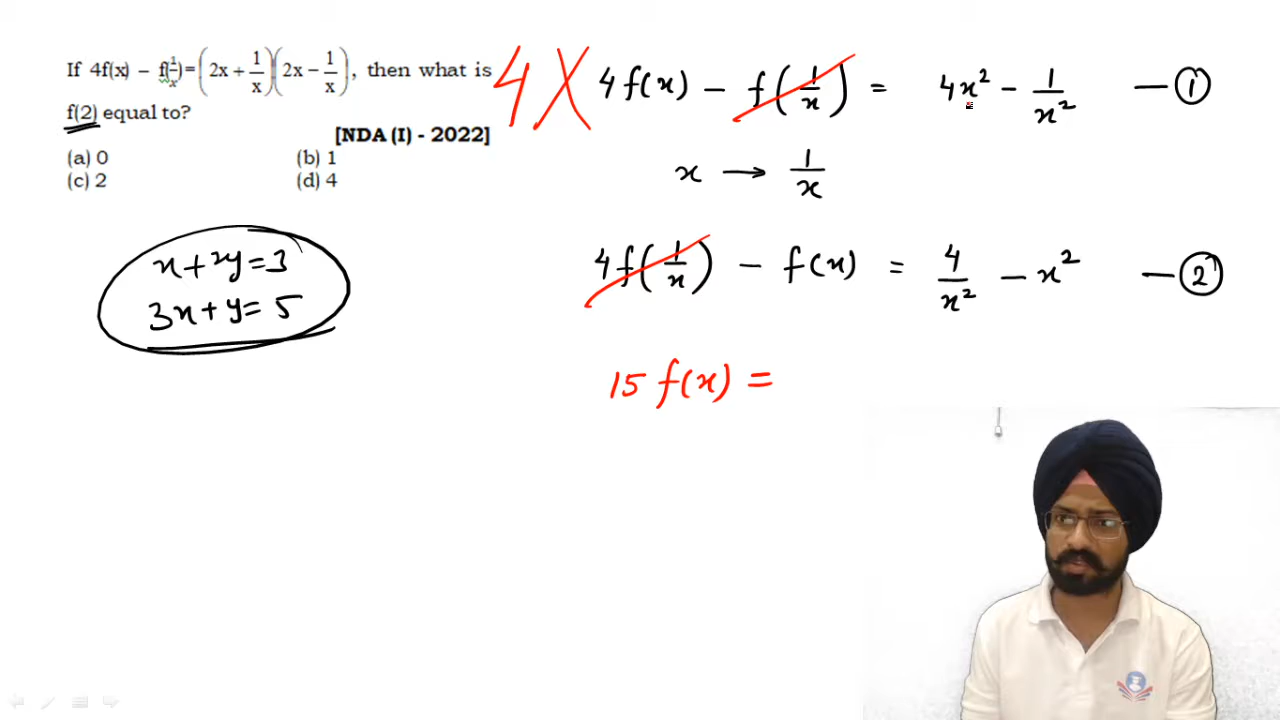 If 4f(x) − f(1/x)=(2x + 1/x)(2x − 1/x), then what is
f(2) equal to?
[NDA (I) - 2022]
(a) 0 (b) 1
(c) 2 (d) 4
x+2y=3
3x+y=5
4 X 4f(x) − f(1/x) = 4x² − 1/x² — ①
x → 1/x
4f(1/x) − f(x) = 4/x² − x² — ②
15 f(x) =